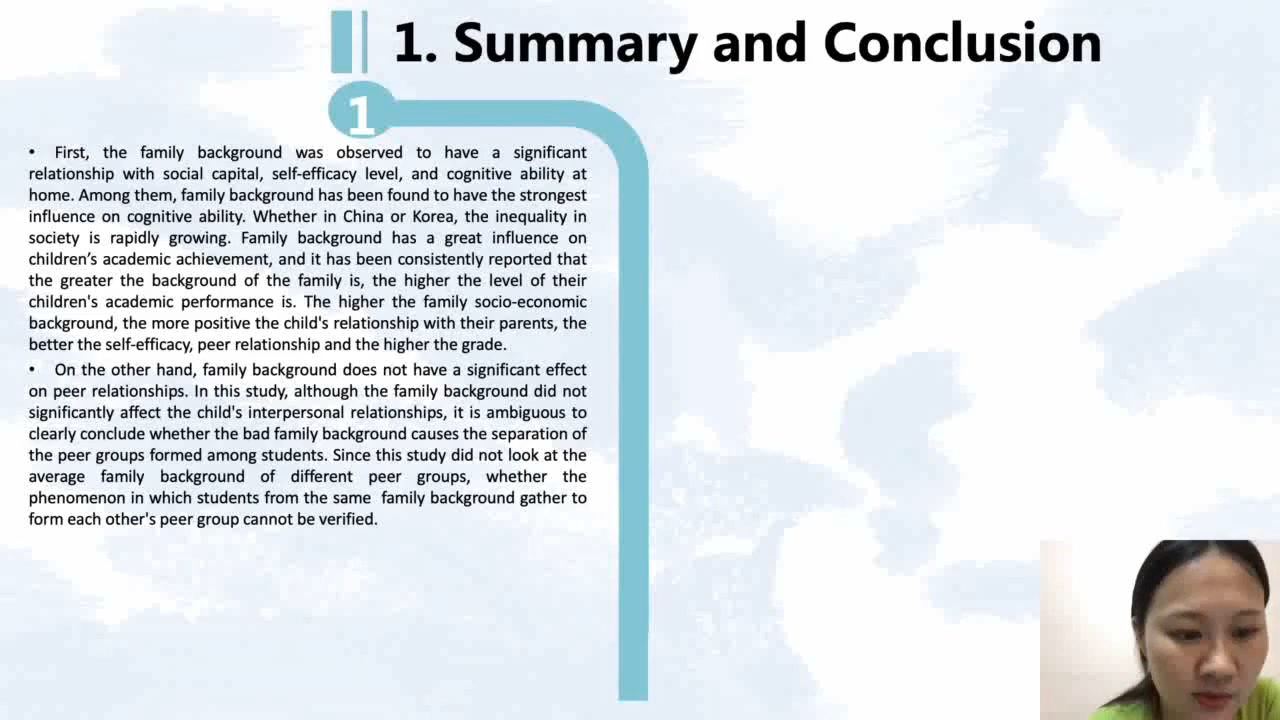 1. Summary and Conclusion
1
• First, the family background was observed to have a significant
relationship with social capital, self-efficacy level, and cognitive ability at
home. Among them, family background has been found to have the strongest
influence on cognitive ability. Whether in China or Korea, the inequality in
society is rapidly growing. Family background has a great influence on
children’s academic achievement, and it has been consistently reported that
the greater the background of the family is, the higher the level of their
children's academic performance is. The higher the family socio-economic
background, the more positive the child's relationship with their parents, the
better the self-efficacy, peer relationship and the higher the grade.
• On the other hand, family background does not have a significant effect
on peer relationships. In this study, although the family background did not
significantly affect the child's interpersonal relationships, it is ambiguous to
clearly conclude whether the bad family background causes the separation of
the peer groups formed among students. Since this study did not look at the
average family background of different peer groups, whether the
phenomenon in which students from the same family background gather to
form each other's peer group cannot be verified.